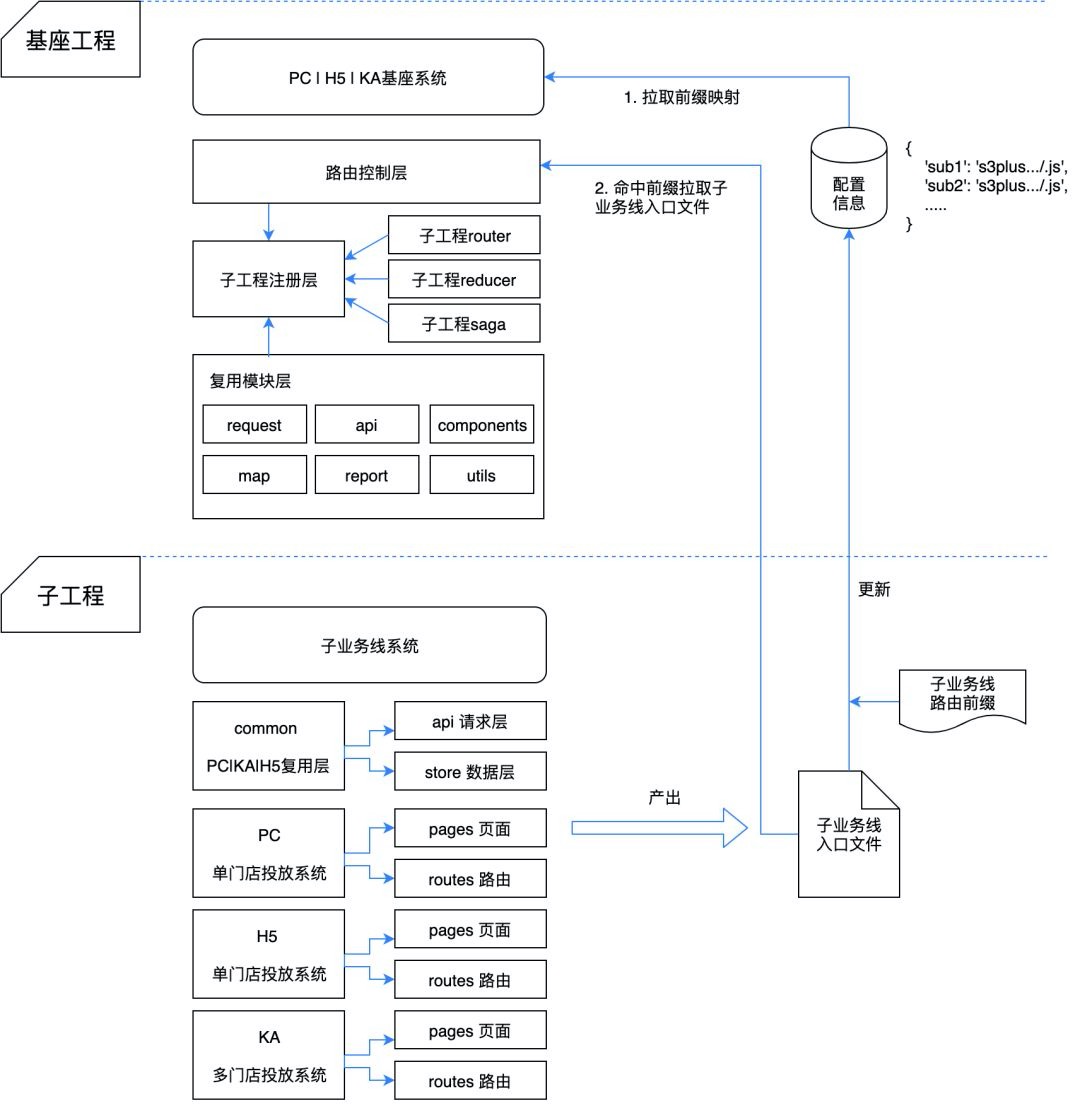 基座工程
PC | H5 | KA基座系统
1. 拉取前缀映射
配置
信息
{
'sub1': 's3plus.../.js',
'sub2': 's3plus.../.js',
.....
}
路由控制层
2. 命中前缀拉取子
业务线入口文件
子工程注册层
子工程router
子工程reducer
子工程saga
复用模块层
request
api
components
map
report
utils
子工程
更新
子业务线系统
子业务线
路由前缀
common
PC|KA|H5复用层
api 请求层
store 数据层
产出
子业务线
入口文件
PC
单门店投放系统
pages 页面
routes 路由
H5
单门店投放系统
pages 页面
routes 路由
KA
多门店投放系统
pages 页面
routes 路由